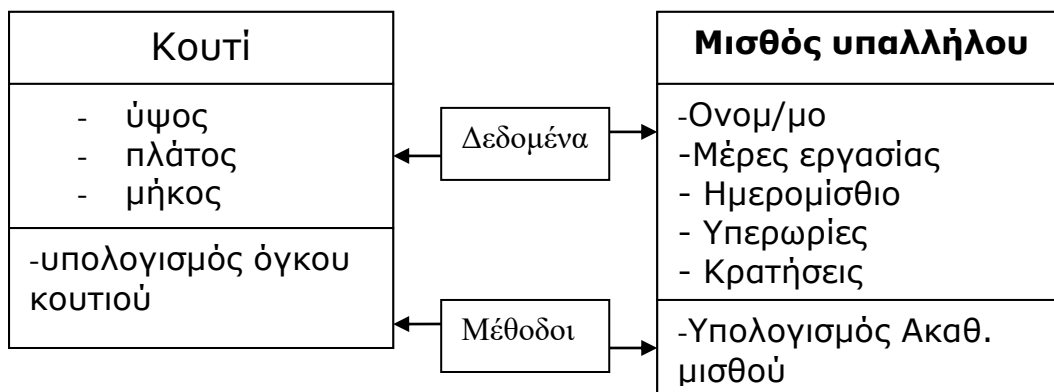 Κουτί
- ύψος
- πλάτος
- μήκος
-υπολογισμός όγκου
κουτιού
Δεδομένα
Μέθοδοι
Μισθός υπαλλήλου
-Ονομ/μο
-Μέρες εργασίας
- Ημερομίσθιο
- Υπερωρίες
- Κρατήσεις
-Υπολογισμός Ακαθ.
μισθού